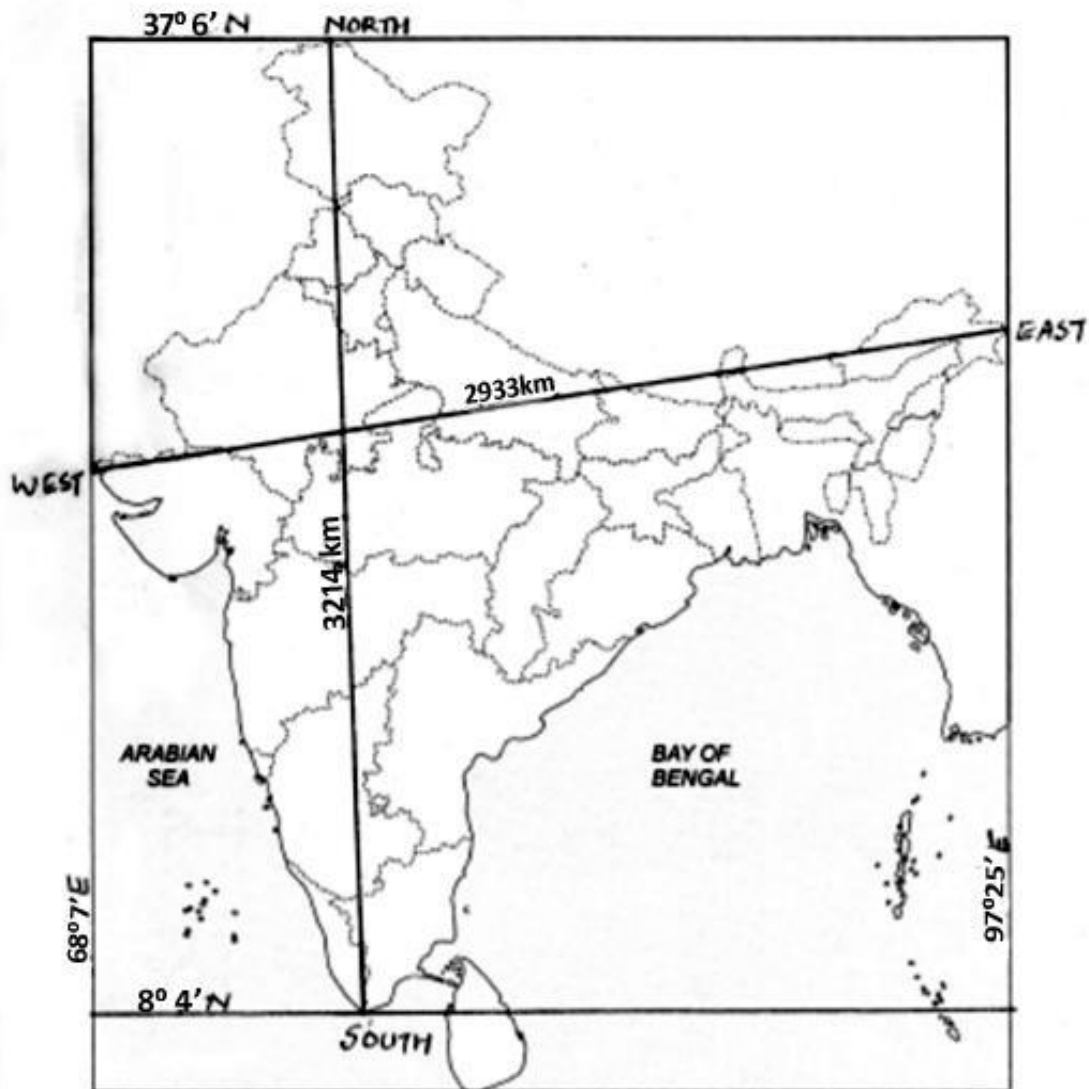 37° 6' N NORTH
EAST
2933km
WEST
3214 km
ARABIAN
SEA
BAY OF
BENGAL
68°7'E
97°25' E
8° 4' N
SOUTH